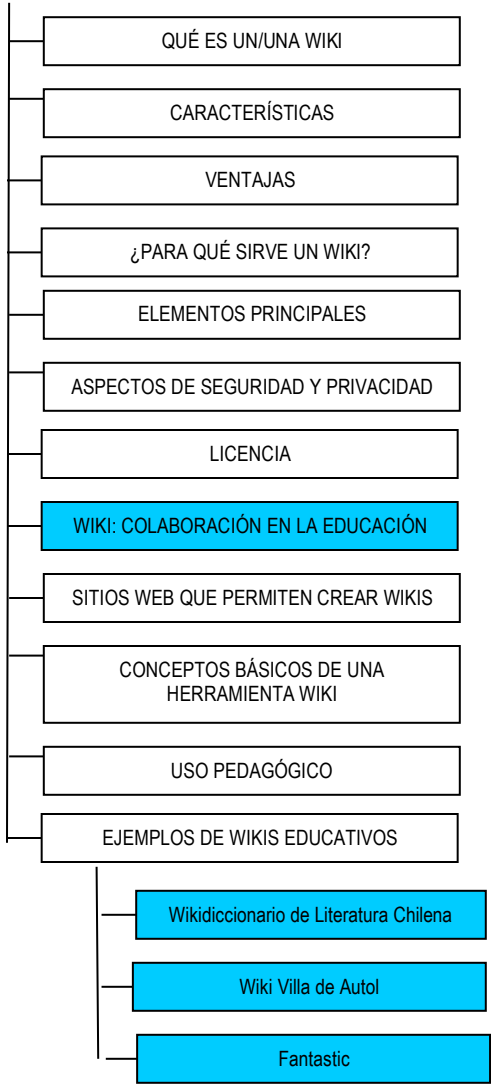 QUÉ ES UN/UNA WIKI
CARACTERÍSTICAS
VENTAJAS
¿PARA QUÉ SIRVE UN WIKI?
ELEMENTOS PRINCIPALES
ASPECTOS DE SEGURIDAD Y PRIVACIDAD
LICENCIA
WIKI: COLABORACIÓN EN LA EDUCACIÓN
SITIOS WEB QUE PERMITEN CREAR WIKIS
CONCEPTOS BÁSICOS DE UNA
HERRAMIENTA WIKI
USO PEDAGÓGICO
EJEMPLOS DE WIKIS EDUCATIVOS
Wikidiccionario de Literatura Chilena
Wiki Villa de Autol
Fantastic